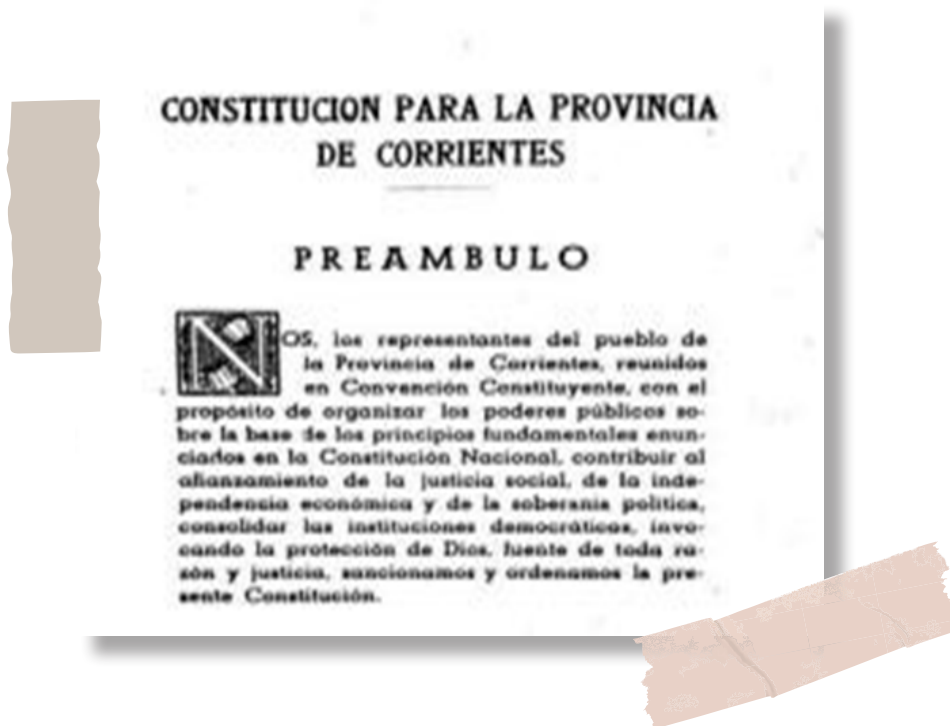 CONSTITUCION PARA LA PROVINCIA
DE CORRIENTES
PREAMBULO
NOS, los representantes del pueblo de
la Provincia de Corrientes, reunidos
en Convención Constituyente, con el
propósito de organizar los poderes públicos so-
bre la base de los principios fundamentales enun-
ciados en la Constitución Nacional, contribuir al
afianzamiento de la justicia social, de la inde-
pendencia económica y de la soberanía política,
consolidar las instituciones democráticas, invo-
cando la protección de Dios, fuente de toda ra-
zón y justicia, sancionamos y ordenamos la pre-
sente Constitución.